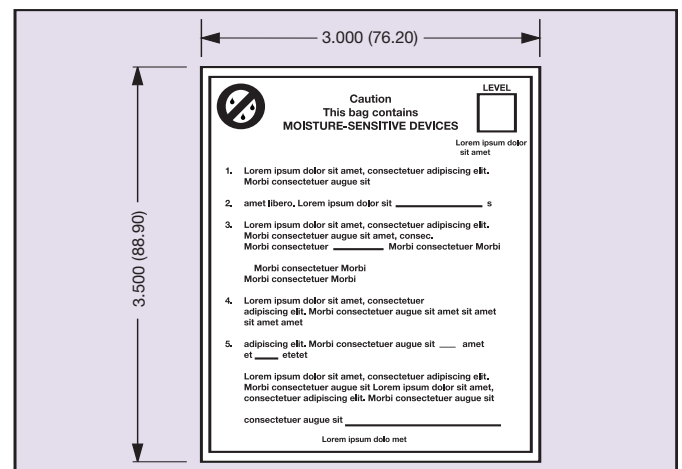 3.000 (76.20)
3.500 (88.90)
Caution
This bag contains
MOISTURE-SENSITIVE DEVICES
LEVEL
Lorem ipsum dolor
sit amet
1. Lorem ipsum dolor sit amet, consectetuer adipiscing elit.
Morbi consectetuer augue sit
2. amet libero. Lorem ipsum dolor sit ____________ s
3. Lorem ipsum dolor sit amet, consectetuer adipiscing elit.
Morbi consectetuer augue sit amet, consec.
Morbi consectetuer ________ Morbi consectetuer Morbi
Morbi consectetuer Morbi
Morbi consectetuer Morbi
4. Lorem ipsum dolor sit amet, consectetuer
adipiscing elit. Morbi consectetuer augue sit amet sit amet
sit amet amet
5. adipiscing elit. Morbi consectetuer augue sit ___ amet
et ____ etetet
Lorem ipsum dolor sit amet, consectetuer adipiscing elit.
Morbi consectetuer augue sit Lorem ipsum dolor sit amet,
consectetuer adipiscing elit. Morbi consectetuer augue sit
consectetuer augue sit ______________________
Lorem ipsum dolo met